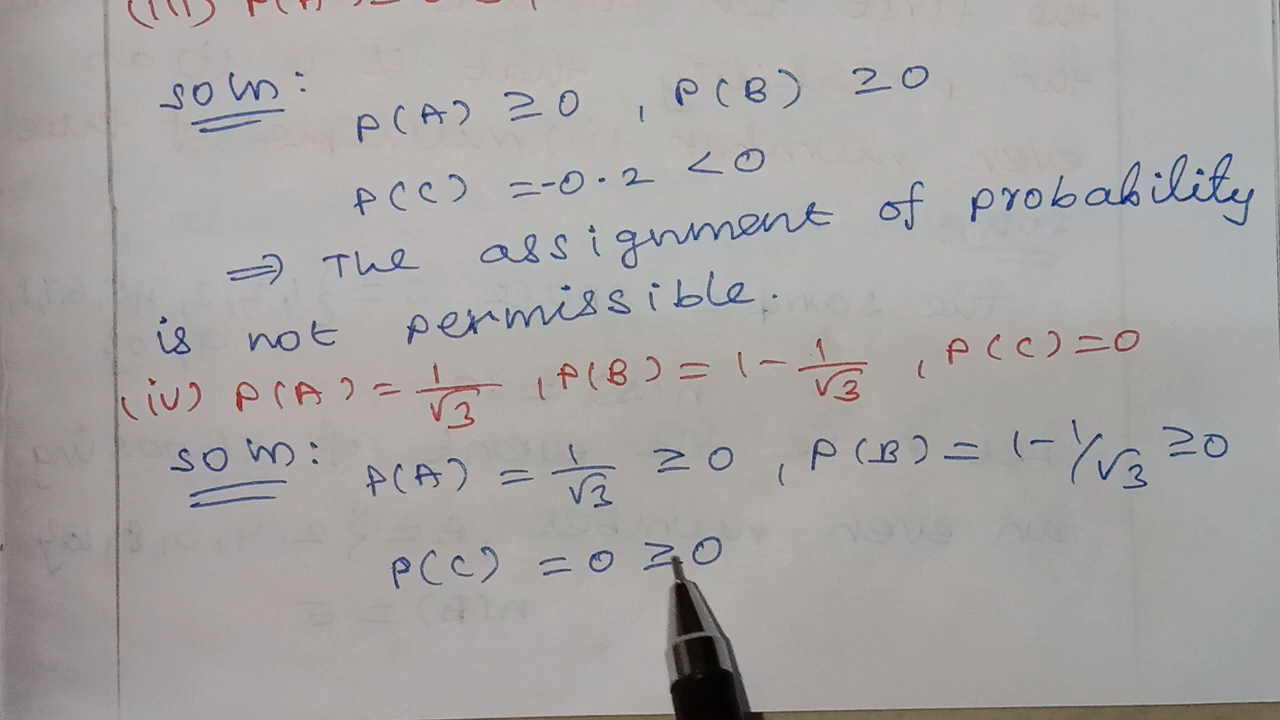 (iii) P(A) =
soln:
P(A) ≥ 0 , P(B) ≥ 0
P(C) = -0.2 < 0
⇒ The assignment of probability
is not permissible.
(iv) P(A) = 1/√3 , P(B) = 1 - 1/√3 , P(C) = 0
soln: P(A) = 1/√3 ≥ 0 , P(B) = 1 - 1/√3 ≥ 0
P(C) = 0 ≥ 0